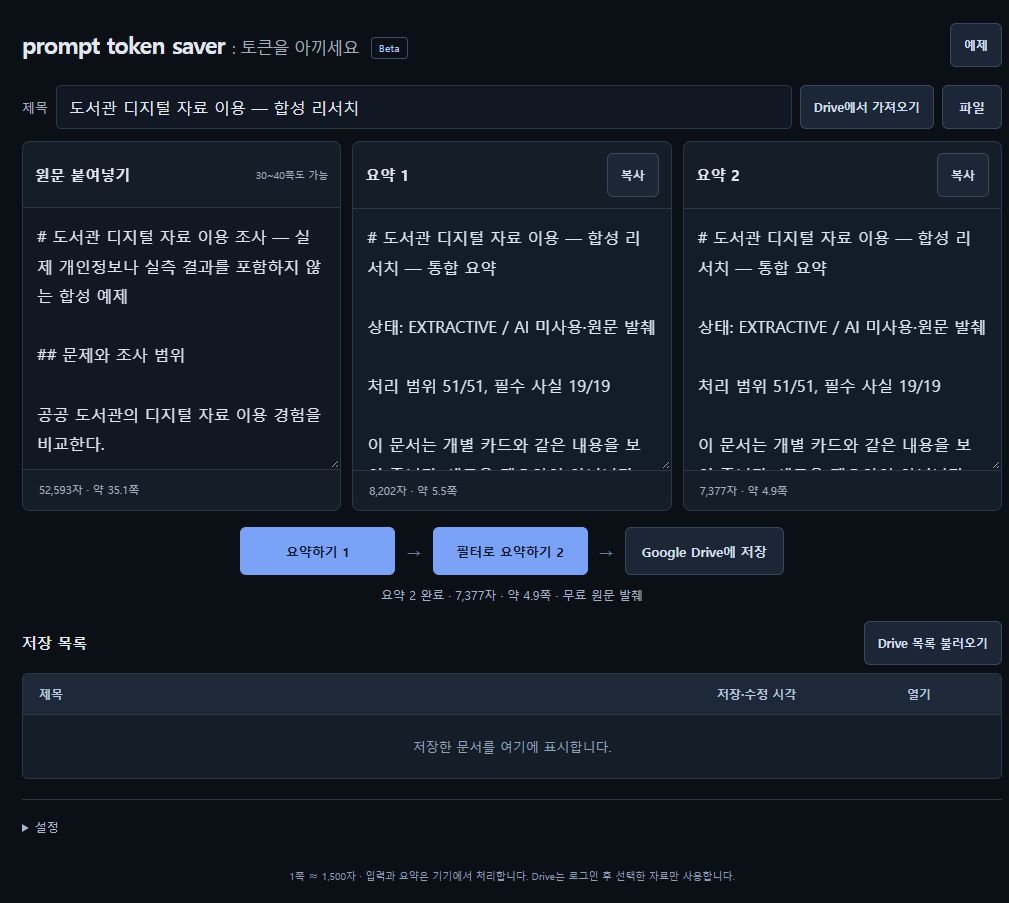 prompt token saver : 토큰을 아끼세요 Beta
예제
제목 도서관 디지털 자료 이용 — 합성 리서치 Drive에서 가져오기 파일
원문 붙여넣기 30~40쪽도 가능
# 도서관 디지털 자료 이용 조사 — 실
제 개인정보나 실측 결과를 포함하지 않
는 합성 예제
## 문제와 조사 범위
공공 도서관의 디지털 자료 이용 경험을
비교한다.
52,593자 · 약 35.1쪽
요약 1 복사
# 도서관 디지털 자료 이용 — 합성 리
서치 — 통합 요약
상태: EXTRACTIVE / AI 미사용·원문 발췌
처리 범위 51/51, 필수 사실 19/19
이 문서는 개별 카드와 같은 내용을 보
8,202자 · 약 5.5쪽
요약 2 복사
# 도서관 디지털 자료 이용 — 합성 리
서치 — 통합 요약
상태: EXTRACTIVE / AI 미사용·원문 발췌
처리 범위 51/51, 필수 사실 19/19
이 문서는 개별 카드와 같은 내용을 보
7,377자 · 약 4.9쪽
요약하기 1 → 필터로 요약하기 2 → Google Drive에 저장
요약 2 완료 · 7,377자 · 약 4.9쪽 · 무료 원문 발췌
저장 목록 Drive 목록 불러오기
제목 저장·수정 시각 열기
저장한 문서를 여기에 표시합니다.
▶ 설정
1쪽 ≈ 1,500자 · 입력과 요약은 기기에서 처리합니다. Drive는 로그인 후 선택한 자료만 사용합니다.